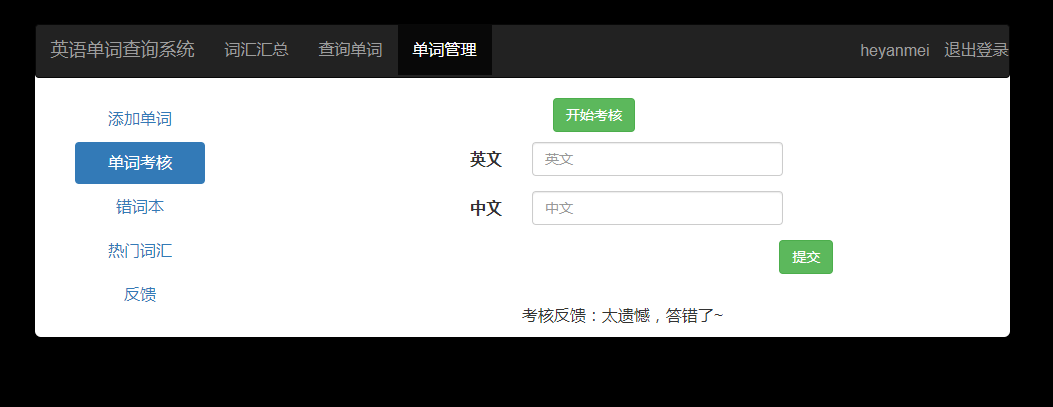 英语单词查询系统 词汇汇总 查询单词 单词管理 heyanmei 退出登录
添加单词
单词考核
错词本
热门词汇
反馈
开始考核
英文 英文
中文 中文
提交
考核反馈：太遗憾，答错了~